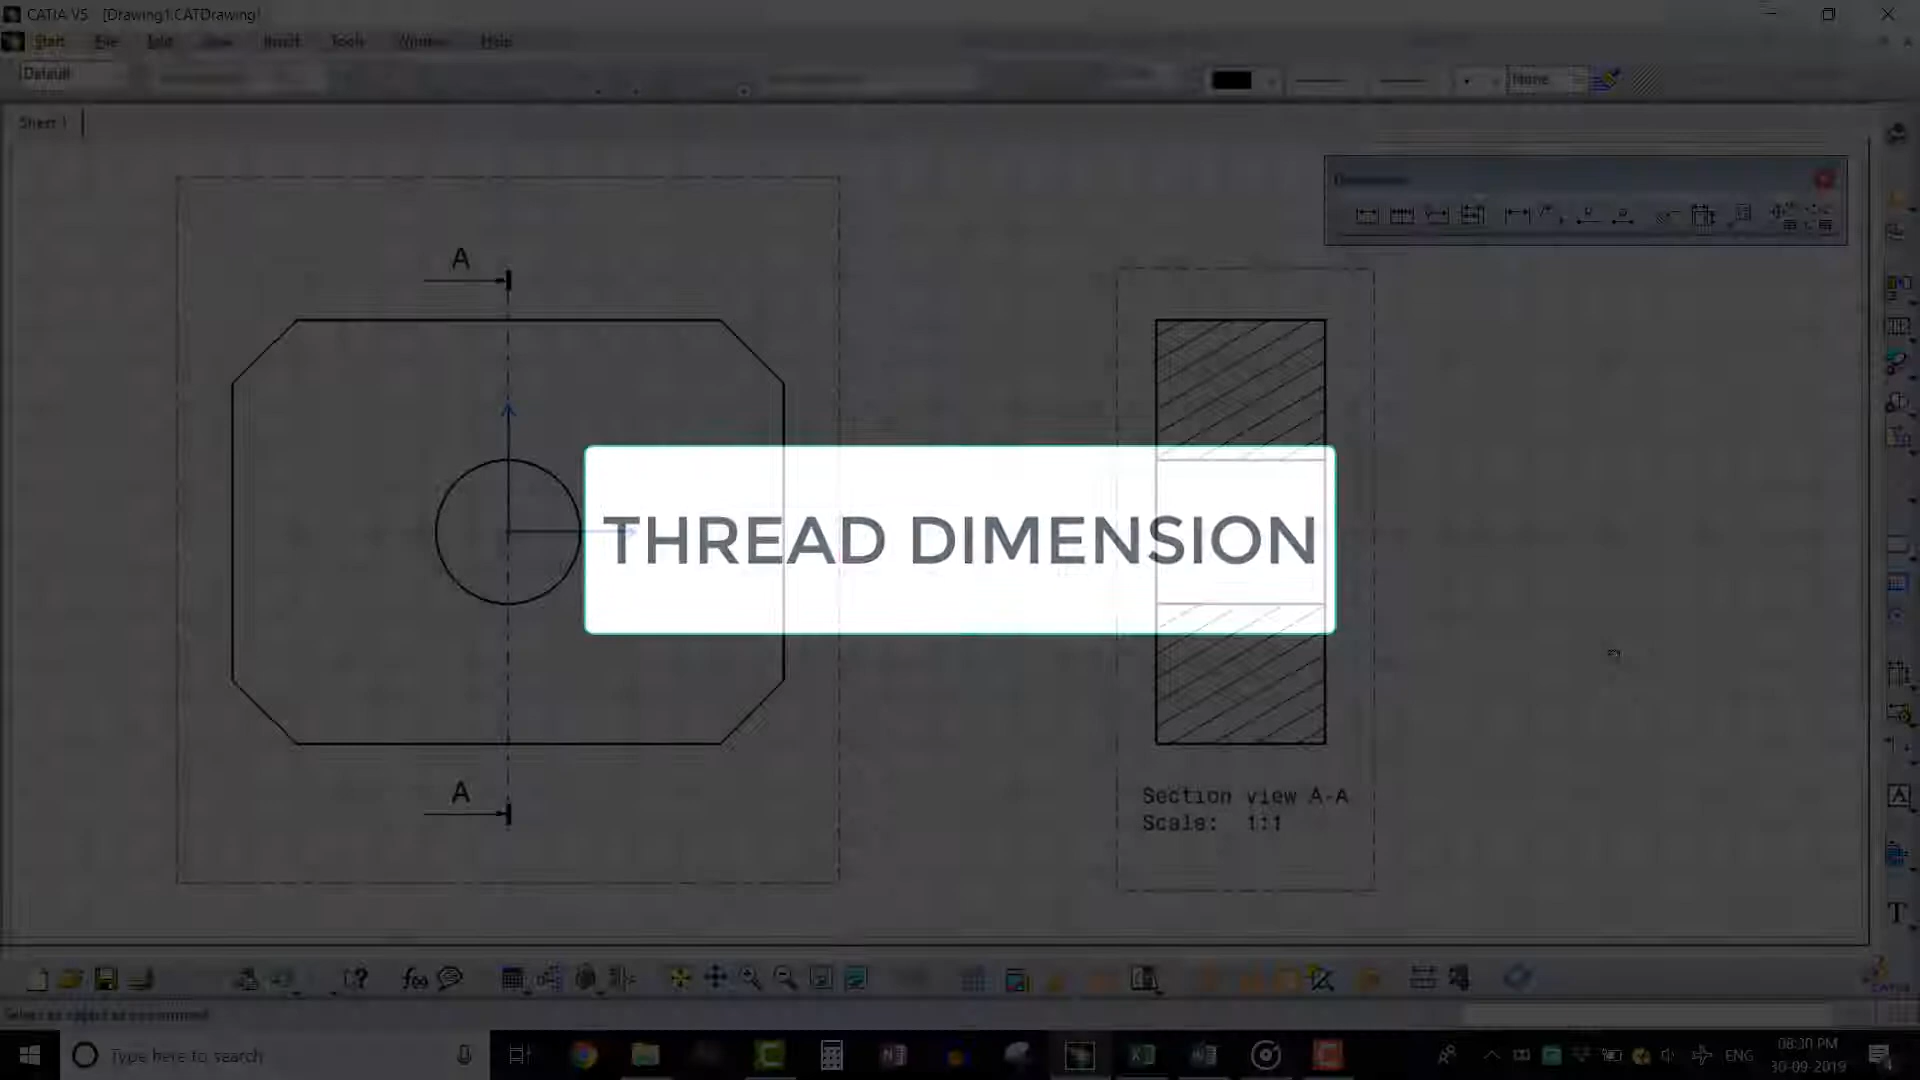 CATIA V5 [Drawing1.CATDrawing]
Start File Edit View Insert Tools Window Help
Default
None
Sheet 1
A
THREAD DIMENSION
A
Section view A-A
Scale: 1:1
Type here to search
ENG
08:30 PM
30-09-2019